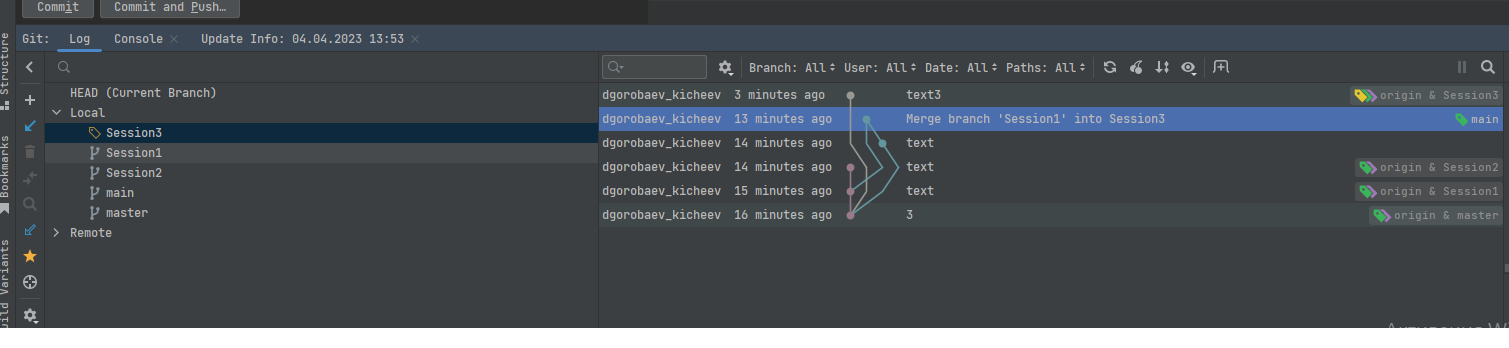 Commit Commit and Push…
Structure
Bookmarks
uild Variants
Git: Log Console Update Info: 04.04.2023 13:53
HEAD (Current Branch)
Local
Session3
Session1
Session2
main
master
Remote
Branch: All User: All Date: All Paths: All
dgorobaev_kicheev 3 minutes ago text3 origin & Session3
dgorobaev_kicheev 13 minutes ago Merge branch 'Session1' into Session3 main
dgorobaev_kicheev 14 minutes ago text
dgorobaev_kicheev 14 minutes ago text origin & Session2
dgorobaev_kicheev 15 minutes ago text origin & Session1
dgorobaev_kicheev 16 minutes ago 3 origin & master